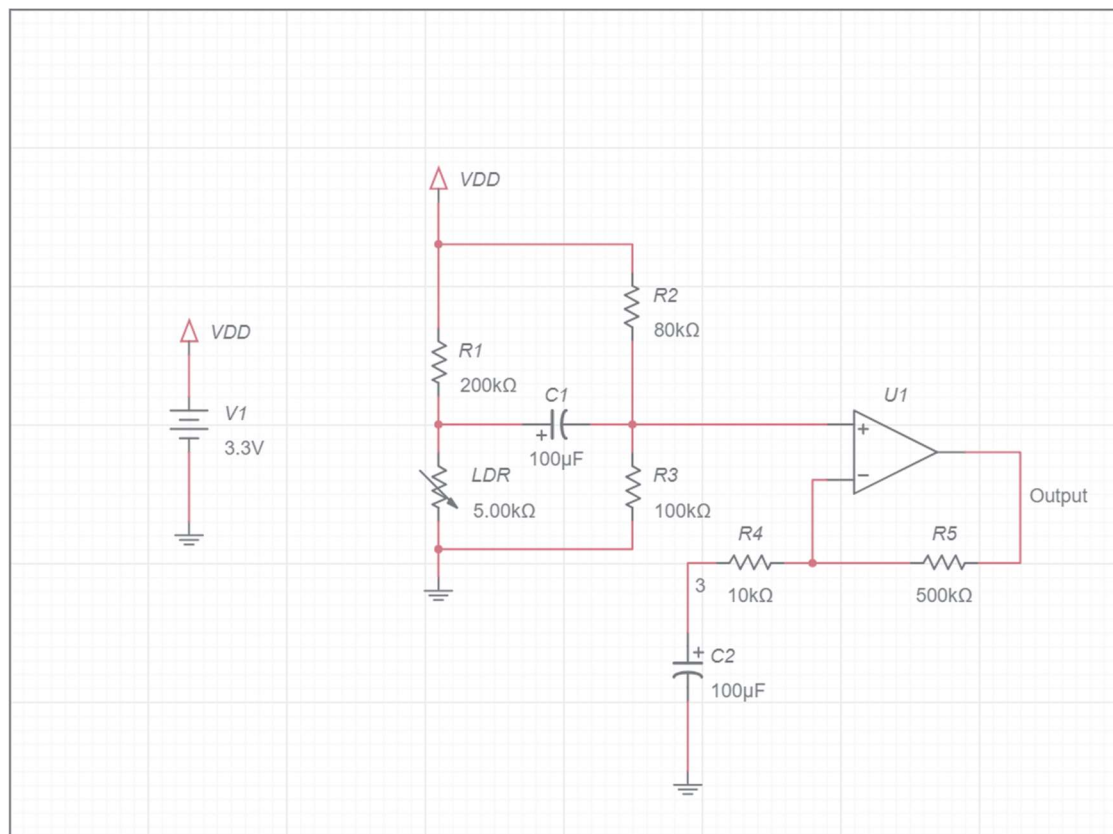 VDD
R2
80kΩ
VDD
R1
200kΩ
V1
3.3V
C1
+
100μF
U1
+
−
LDR
5.00kΩ
R3
100kΩ
Output
R4
10kΩ
R5
500kΩ
3
+
C2
100μF